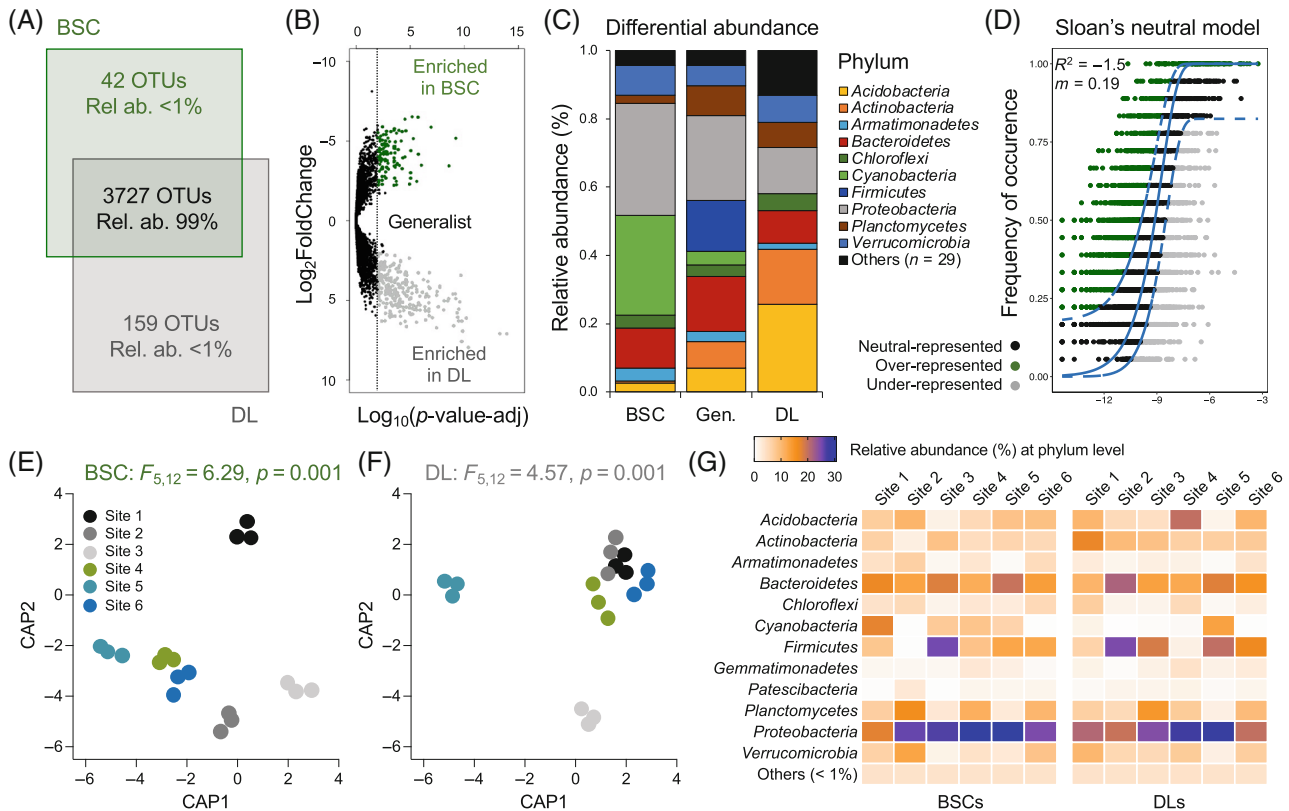 (A)
BSC
42 OTUs
Rel ab. <1%
3727 OTUs
Rel. ab. 99%
159 OTUs
Rel. ab. <1%
DL
(B)
0 5 10 15
−10
−5
0
5
10
Log₂FoldChange
Enriched
in BSC
Generalist
Enriched
in DL
Log₁₀(p-value-adj)
(C)
Differential abundance
1.0
0.8
0.6
0.4
0.2
0.0
Relative abundance (%)
BSC Gen. DL
Phylum
Acidobacteria
Actinobacteria
Armatimonadetes
Bacteroidetes
Chloroflexi
Cyanobacteria
Firmicutes
Proteobacteria
Planctomycetes
Verrucomicrobia
Others (n = 29)
(D)
Sloan's neutral model
R² = −1.5
m = 0.19
1.00
0.75
0.50
0.25
0.00
Frequency of occurence
Neutral-represented
Over-represented
Under-represented
−12 −9 −6 −3
(E)
BSC: F₅,₁₂ = 6.29, p = 0.001
4
2
0
−2
−4
−6
CAP2
Site 1
Site 2
Site 3
Site 4
Site 5
Site 6
−6 −4 −2 0 2 4
CAP1
(F)
DL: F₅,₁₂ = 4.57, p = 0.001
4
2
0
−2
−4
−6
CAP2
−6 −4 −2 0 2 4
CAP1
(G)
Relative abundance (%) at phylum level
0 10 20 30
Site 1 Site 2 Site 3 Site 4 Site 5 Site 6
Site 1 Site 2 Site 3 Site 4 Site 5 Site 6
Acidobacteria
Actinobacteria
Armatimonadetes
Bacteroidetes
Chloroflexi
Cyanobacteria
Firmicutes
Gemmatimonadetes
Patescibacteria
Planctomycetes
Proteobacteria
Verrucomicrobia
Others (< 1%)
BSCs DLs